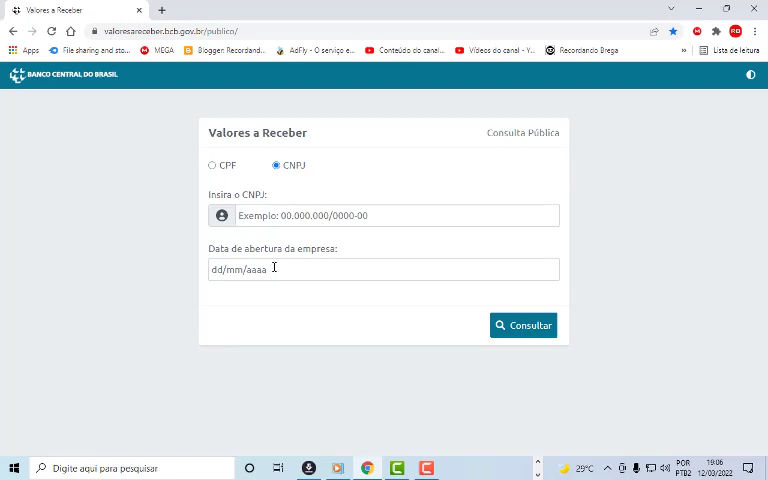 Valores a Receber
valoresareceber.bcb.gov.br/publico/
Apps
File sharing and sto...
MEGA
Blogger: Recordand...
AdFly - O serviço e...
Conteúdo do canal...
Vídeos do canal - Y...
Recordando Brega
»
Lista de leitura
BANCO CENTRAL DO BRASIL
Valores a Receber
Consulta Pública
CPF
CNPJ
Insira o CNPJ:
Exemplo: 00.000.000/0000-00
Data de abertura da empresa:
dd/mm/aaaa
Consultar
Digite aqui para pesquisar
29°C
POR
PTB2
19:06
12/03/2022